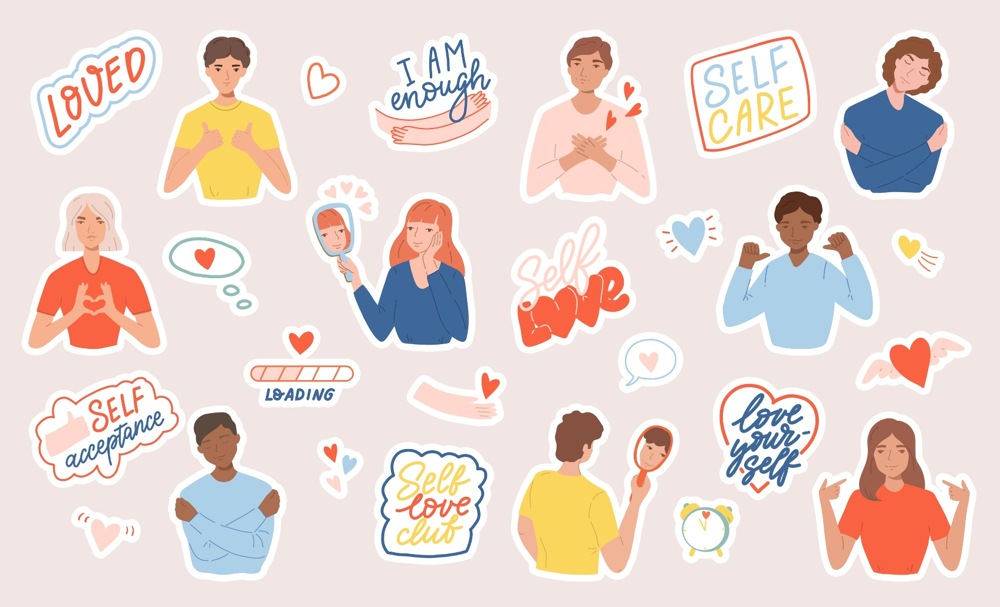 LOVED
I AM
enough
SELF
CARE
Self
Love
LOADING
SELF
acceptance
love
your-
self
Self
love
club